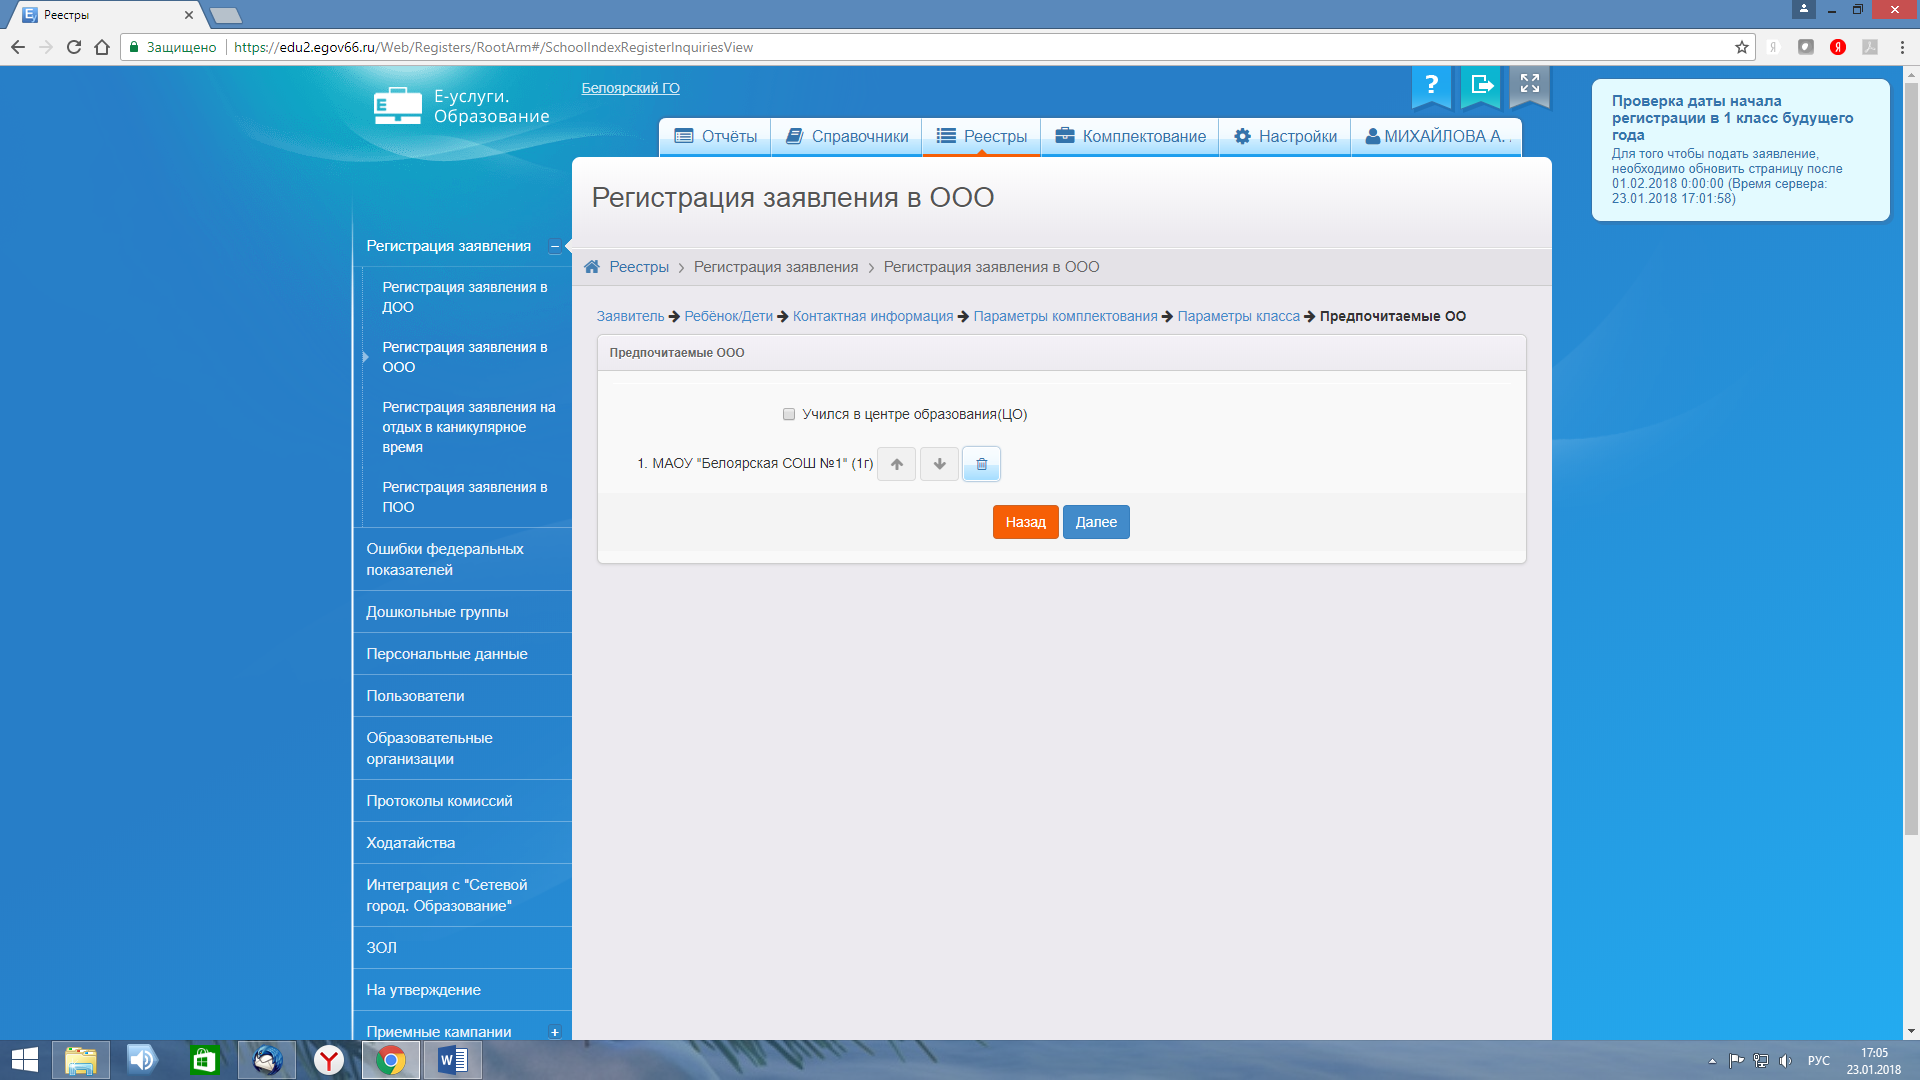 Реестры
Защищено
https://edu2.egov66.ru/Web/Registers/RootArm#/SchoolIndexRegisterInquiriesView
Е-услуги.
Образование
Белоярский ГО
Отчёты
Справочники
Реестры
Комплектование
Настройки
МИХАЙЛОВА А.
Проверка даты начала
регистрации в 1 класс будущего
года
Для того чтобы подать заявление,
необходимо обновить страницу после
01.02.2018 0:00:00 (Время сервера:
23.01.2018 17:01:58)
Регистрация заявления в ООО
Реестры > Регистрация заявления > Регистрация заявления в ООО
Заявитель → Ребёнок/Дети → Контактная информация → Параметры комплектования → Параметры класса → Предпочитаемые ОО
Предпочитаемые ООО
Учился в центре образования(ЦО)
1. МАОУ "Белоярская СОШ №1" (1г)
Назад
Далее
Регистрация заявления
Регистрация заявления в
ДОО
Регистрация заявления в
ООО
Регистрация заявления на
отдых в каникулярное
время
Регистрация заявления в
ПОО
Ошибки федеральных
показателей
Дошкольные группы
Персональные данные
Пользователи
Образовательные
организации
Протоколы комиссий
Ходатайства
Интеграция с "Сетевой
город. Образование"
ЗОЛ
На утверждение
Приемные кампании
РУС
17:05
23.01.2018